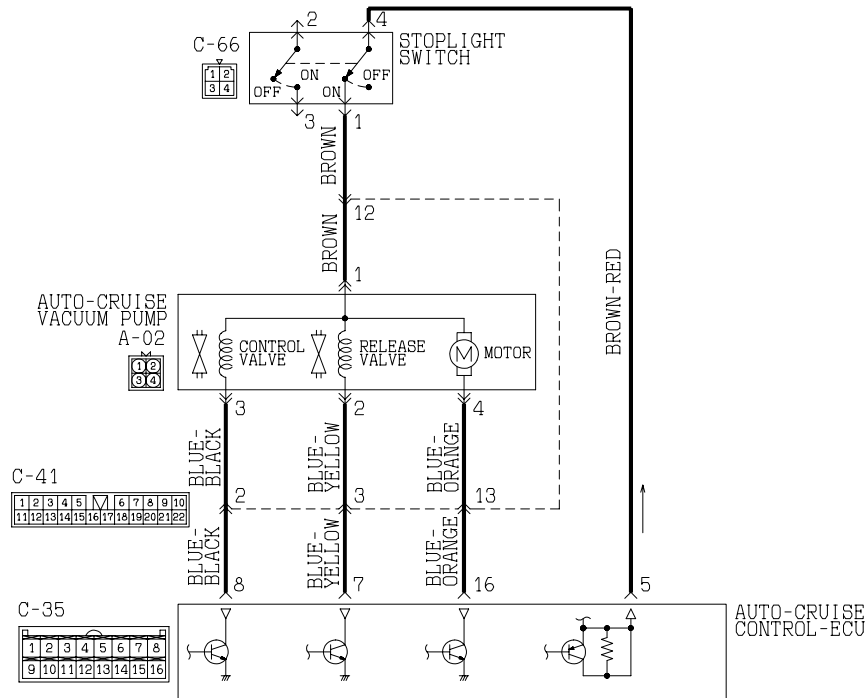 2
4
C-66
STOPLIGHT
SWITCH
1 2
3 4
ON
OFF
OFF
ON
3
1
BROWN
12
BROWN
1
BROWN-RED
AUTO-CRUISE
VACUUM PUMP
A-02
1 2
3 4
CONTROL
VALVE
RELEASE
VALVE
M
MOTOR
3
2
4
BLUE-
BLACK
BLUE-
YELLOW
BLUE-
ORANGE
C-41
1 2 3 4 5 6 7 8 9 10
11 12 13 14 15 16 17 18 19 20 21 22
2
3
13
BLUE-
BLACK
BLUE-
YELLOW
BLUE-
ORANGE
8
7
16
5
C-35
1 2 3 4 5 6 7 8
9 10 11 12 13 14 15 16
AUTO-CRUISE
CONTROL-ECU